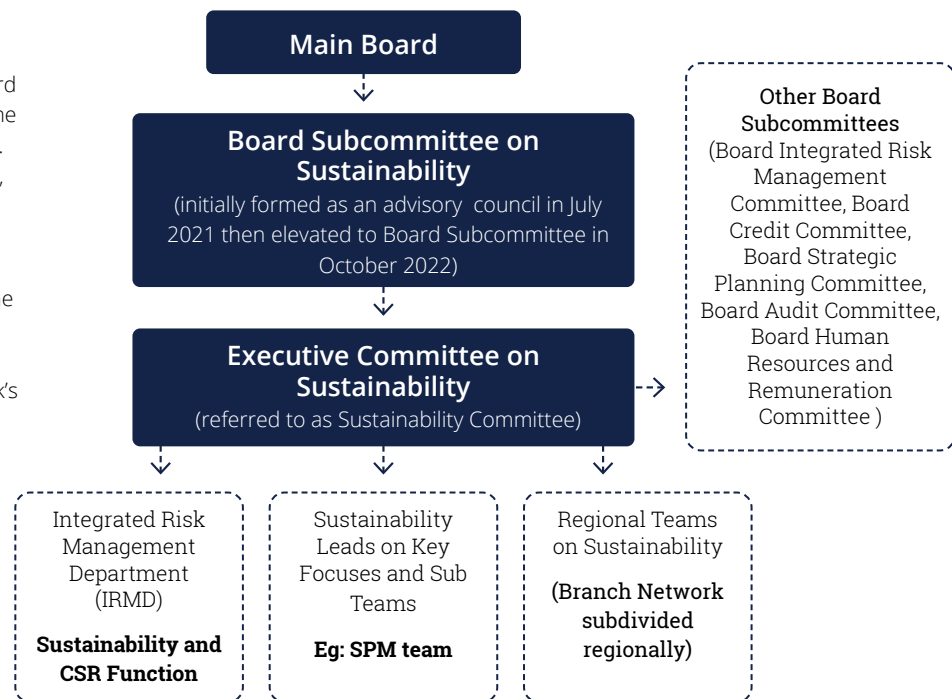 Main Board
Board Subcommittee on
Sustainability
(initially formed as an advisory council in July
2021 then elevated to Board Subcommittee in
October 2022)
Executive Committee on
Sustainability
(referred to as Sustainability Committee)
Other Board
Subcommittees
(Board Integrated Risk
Management
Committee, Board
Credit Committee,
Board Strategic
Planning Committee,
Board Audit Committee,
Board Human
Resources and
Remuneration
Committee )
Integrated Risk
Management
Department
(IRMD)
Sustainability and
CSR Function
Sustainability
Leads on Key
Focuses and Sub
Teams
Eg: SPM team
Regional Teams
on Sustainability
(Branch Network
subdivided
regionally)